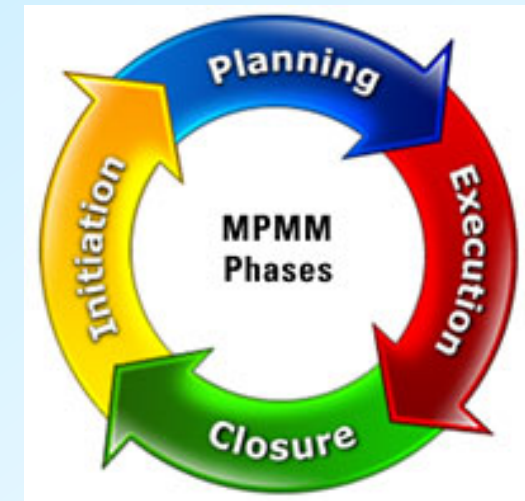 Planning
Execution
Closure
Initiation
MPMM
Phases